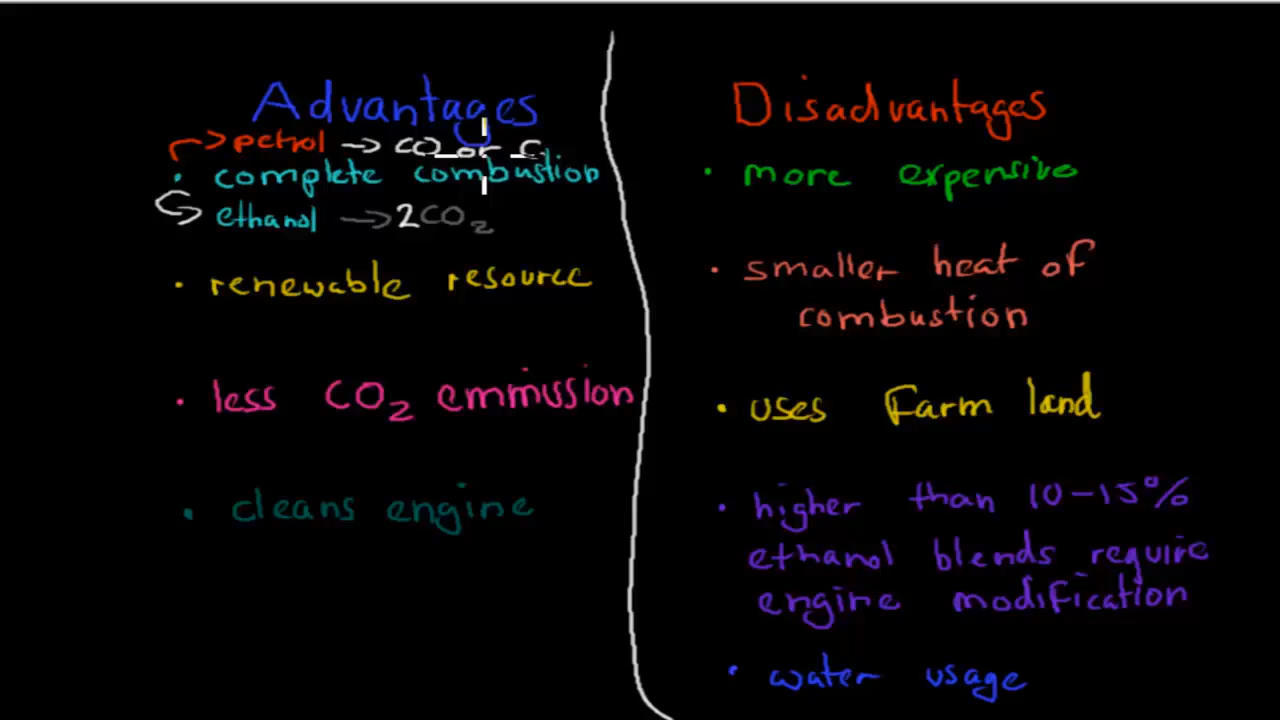 Advantages
petrol → CO or C
• complete combustion
ethanol → 2CO₂
• renewable resource
• less CO₂ emmission
• cleans engine
Disadvantages
• more expensive
• smaller heat of
combustion
• uses Farm land
• higher than 10-15%
ethanol blends require
engine modification
• water usage